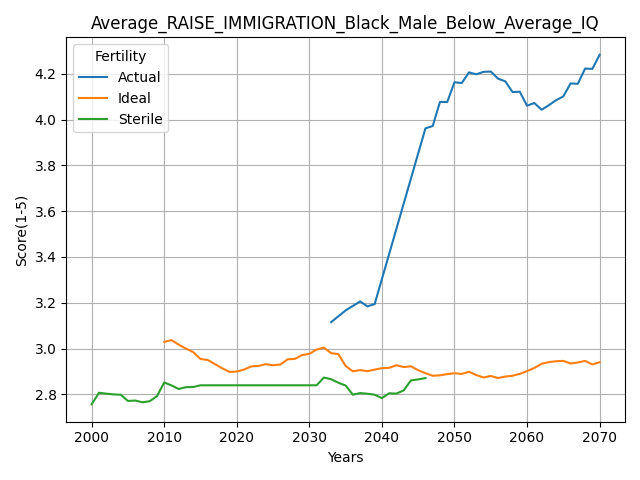 Average_RAISE_IMMIGRATION_Black_Male_Below_Average_IQ
Fertility
Actual
Ideal
Sterile
Score(1-5)
4.2
4.0
3.8
3.6
3.4
3.2
3.0
2.8
2000 2010 2020 2030 2040 2050 2060 2070
Years